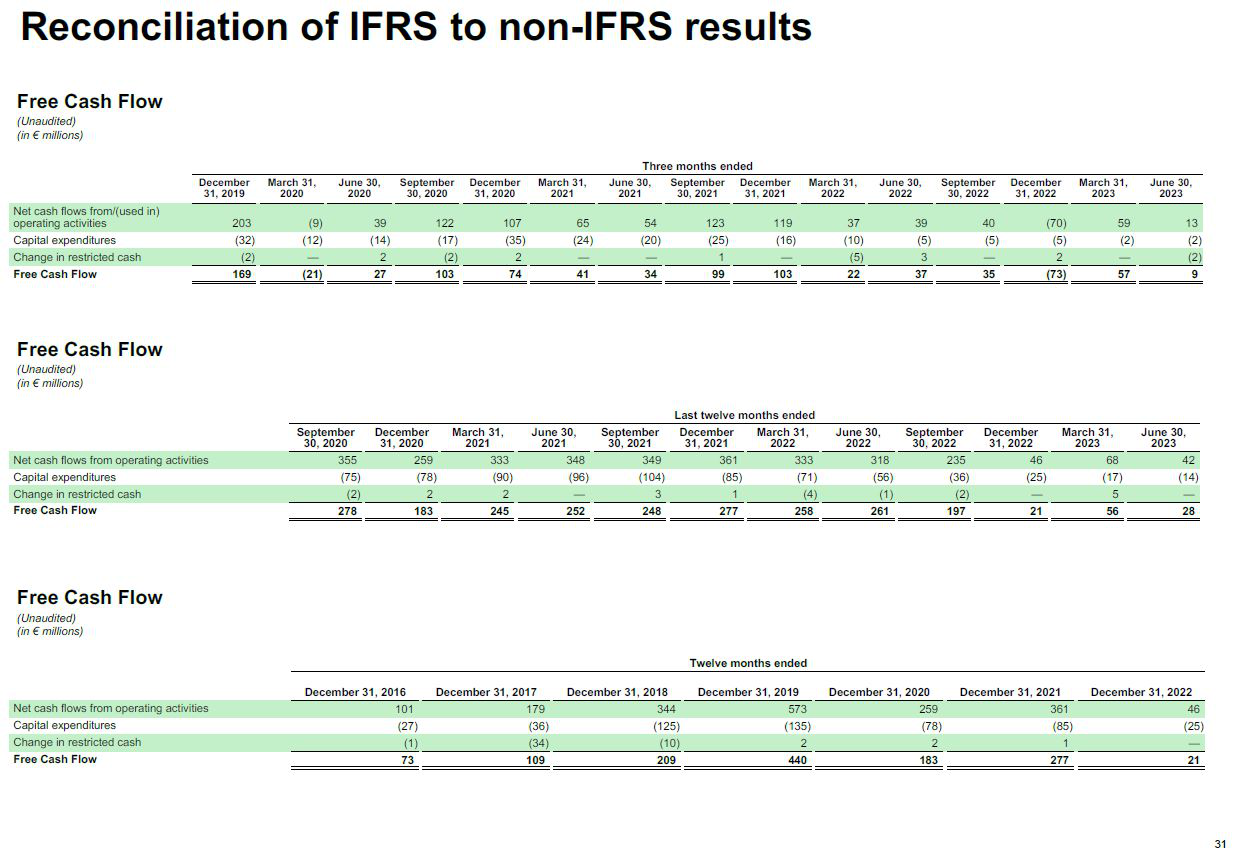 Reconciliation of IFRS to non-IFRS results
Free Cash Flow
(Unaudited)
(in € millions)
Three months ended
December 31, 2019 March 31, 2020 June 30, 2020 September 30, 2020 December 31, 2020 March 31, 2021 June 30, 2021 September 30, 2021 December 31, 2021 March 31, 2022 June 30, 2022 September 30, 2022 December 31, 2022 March 31, 2023 June 30, 2023
Net cash flows from/(used in)
operating activities 203 (9) 39 122 107 65 54 123 119 37 39 40 (70) 59 13
Capital expenditures (32) (12) (14) (17) (35) (24) (20) (25) (16) (10) (5) (5) (5) (2) (2)
Change in restricted cash (2) — 2 (2) 2 — — 1 — (5) 3 — 2 — (2)
Free Cash Flow 169 (21) 27 103 74 41 34 99 103 22 37 35 (73) 57 9
Free Cash Flow
(Unaudited)
(in € millions)
Last twelve months ended
September 30, 2020 December 31, 2020 March 31, 2021 June 30, 2021 September 30, 2021 December 31, 2021 March 31, 2022 June 30, 2022 September 30, 2022 December 31, 2022 March 31, 2023 June 30, 2023
Net cash flows from operating activities 355 259 333 348 349 361 333 318 235 46 68 42
Capital expenditures (75) (78) (90) (96) (104) (85) (71) (56) (36) (25) (17) (14)
Change in restricted cash (2) 2 2 — 3 1 (4) (1) (2) — 5 —
Free Cash Flow 278 183 245 252 248 277 258 261 197 21 56 28
Free Cash Flow
(Unaudited)
(in € millions)
Twelve months ended
December 31, 2016 December 31, 2017 December 31, 2018 December 31, 2019 December 31, 2020 December 31, 2021 December 31, 2022
Net cash flows from operating activities 101 179 344 573 259 361 46
Capital expenditures (27) (36) (125) (135) (78) (85) (25)
Change in restricted cash (1) (34) (10) 2 2 1 —
Free Cash Flow 73 109 209 440 183 277 21
31